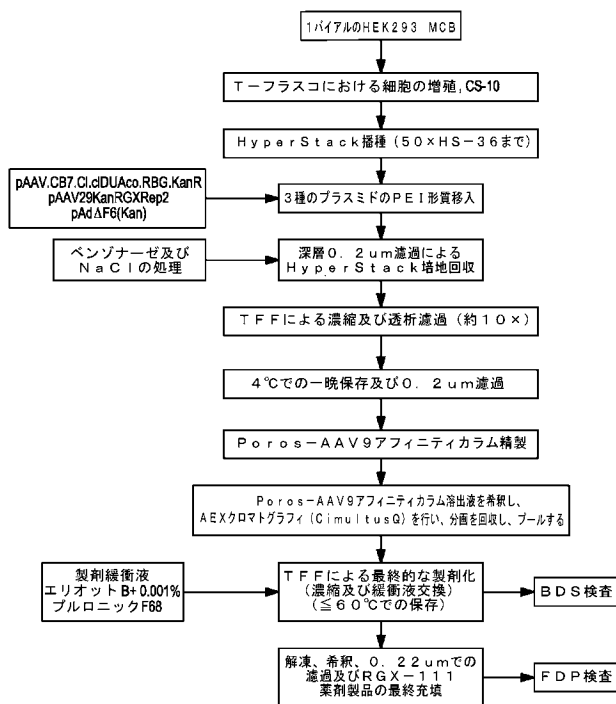 1バイアルのHEK293 MCB
T-フラスコにおける細胞の増殖, CS-10
HyperStack播種（50×HS-36まで）
pAAV.CB7.CI.cIDUAco.RBG.KanR
pAAV29KanRGXRep2
pAdΔF6(Kan)
3種のプラスミドのPEI形質移入
ベンゾナーゼ及び
NaClの処理
深層0.2um濾過による
HyperStack培地回収
TFFによる濃縮及び透析濾過（約10×）
4℃での一晩保存及び0.2um濾過
Poros-AAV9アフィニティカラム精製
Poros-AAV9アフィニティカラム溶出液を希釈し、
AEXクロマトグラフィ(CimultusQ)を行い、分画を回収し、プールする
製剤緩衝液
エリオットB+0.001%
プルロニックF68
TFFによる最終的な製剤化
（濃縮及び緩衝液交換）
（≦60℃での保存）
BDS検査
解凍、希釈、0.22umでの
濾過及びRGX-111
薬剤製品の最終充填
FDP検査